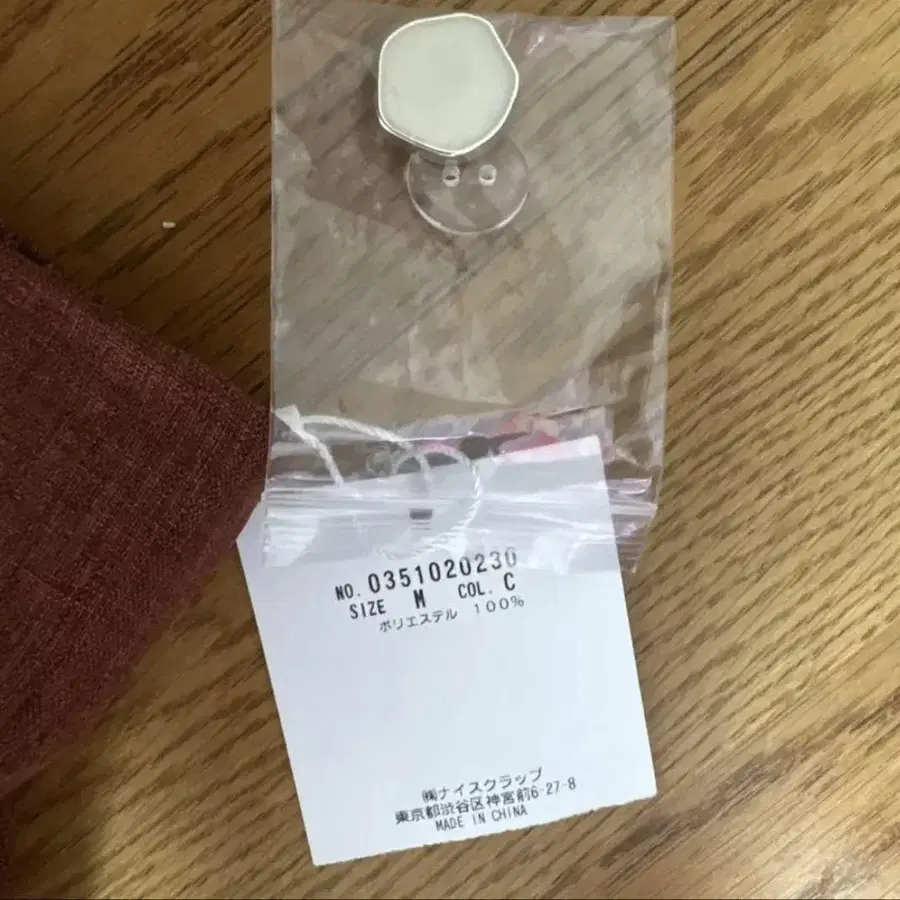 NO. 0351020230
SIZE M COL. C
ポリエステル 100%
㈱ナイスクラップ
東京都渋谷区神宮前6-27-8
MADE IN CHINA